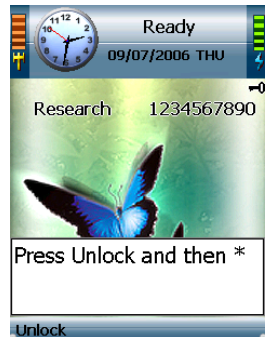 Ready
09/07/2006 THU
Research 1234567890
Press Unlock and then *
Unlock